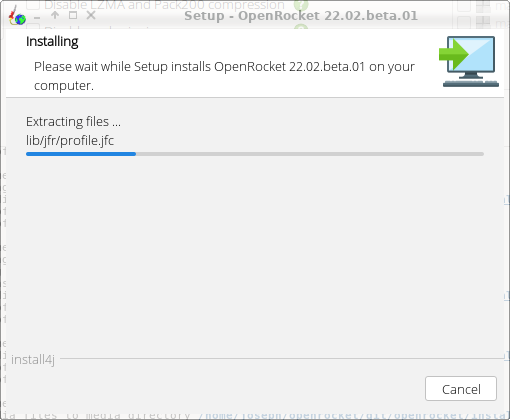 Disable LZMA and Pack200 compression
Setup - OpenRocket 22.02.beta.01
Installing
Please wait while Setup installs OpenRocket 22.02.beta.01 on your
computer.
Extracting files ...
lib/jfr/profile.jfc
install4j
Cancel
files to media directory /home/joseph/openrocket/git/openrocket/insta